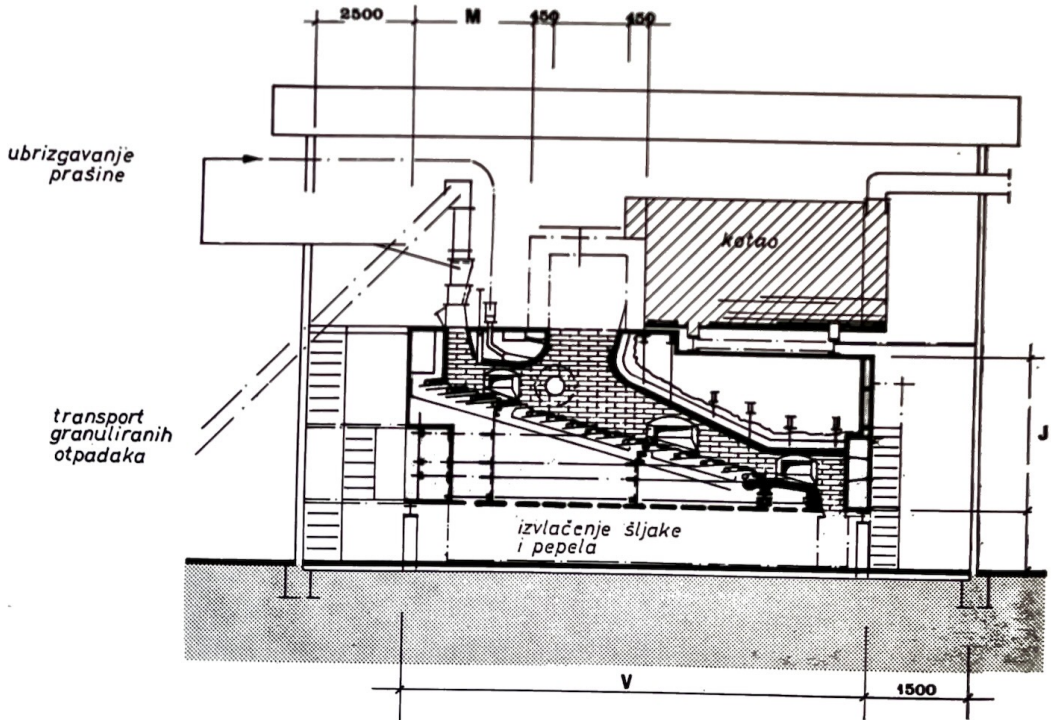 2500
M
450
450
ubrizgavanje
prašine
kotao
transport
granuliranih
otpadaka
J
izvlačenje šljake
i pepela
V
1500